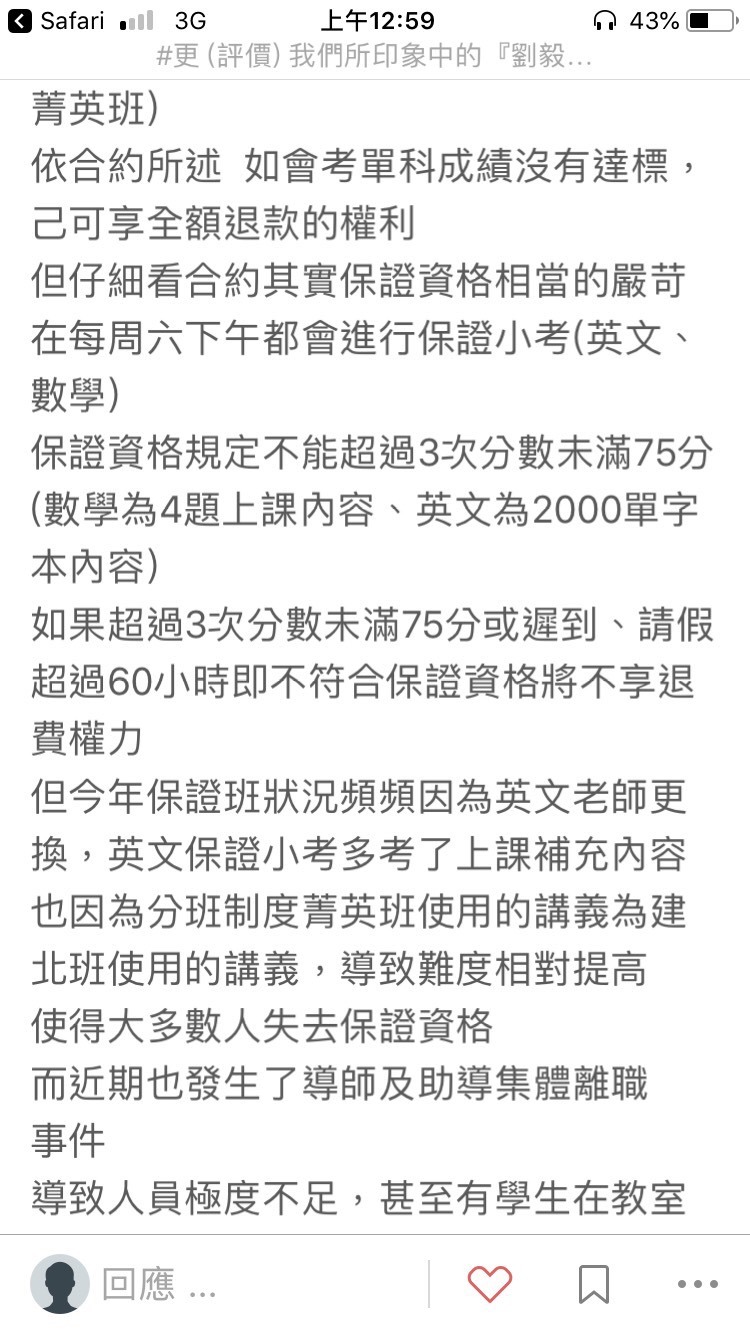 Safari 3G 上午12:59 43%
#更 (評價) 我們所印象中的『劉毅...
菁英班)
依合約所述 如會考單科成績沒有達標，
己可享全額退款的權利
但仔細看合約其實保證資格相當的嚴苛
在每周六下午都會進行保證小考(英文、
數學)
保證資格規定不能超過3次分數未滿75分
(數學為4題上課內容、英文為2000單字
本內容)
如果超過3次分數未滿75分或遲到、請假
超過60小時即不符合保證資格將不享退
費權力
但今年保證班狀況頻頻因為英文老師更
換，英文保證小考多考了上課補充內容
也因為分班制度菁英班使用的講義為建
北班使用的講義，導致難度相對提高
使得大多數人失去保證資格
而近期也發生了導師及助導集體離職
事件
導致人員極度不足，甚至有學生在教室
回應 ...